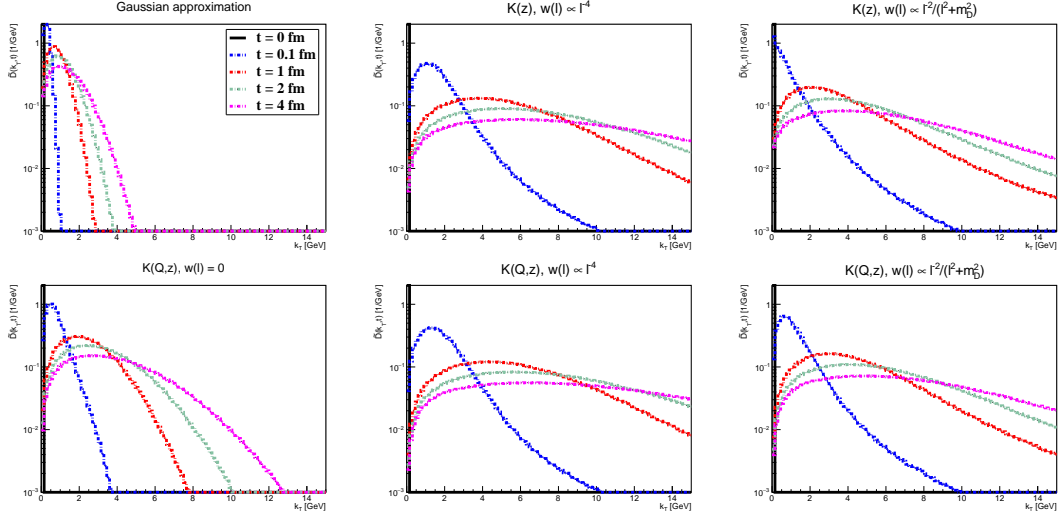 Gaussian approximation
D̃(k_T,t) [1/GeV]
1
10⁻¹
10⁻²
10⁻³
0 2 4 6 8 10 12 14
k_T [GeV]
t = 0 fm
t = 0.1 fm
t = 1 fm
t = 2 fm
t = 4 fm
K(z), w(l) ∝ l⁻⁴
D̃(k_T,t) [1/GeV]
1
10⁻¹
10⁻²
10⁻³
0 2 4 6 8 10 12 14
k_T [GeV]
K(z), w(l) ∝ l⁻²/(l²+m_D²)
D̃(k_T,t) [1/GeV]
1
10⁻¹
10⁻²
10⁻³
0 2 4 6 8 10 12 14
k_T [GeV]
K(Q,z), w(l) = 0
D̃(k_T,t) [1/GeV]
1
10⁻¹
10⁻²
10⁻³
0 2 4 6 8 10 12 14
k_T [GeV]
K(Q,z), w(l) ∝ l⁻⁴
D̃(k_T,t) [1/GeV]
1
10⁻¹
10⁻²
10⁻³
0 2 4 6 8 10 12 14
k_T [GeV]
K(Q,z), w(l) ∝ l⁻²/(l²+m_D²)
D̃(k_T,t) [1/GeV]
1
10⁻¹
10⁻²
10⁻³
0 2 4 6 8 10 12 14
k_T [GeV]